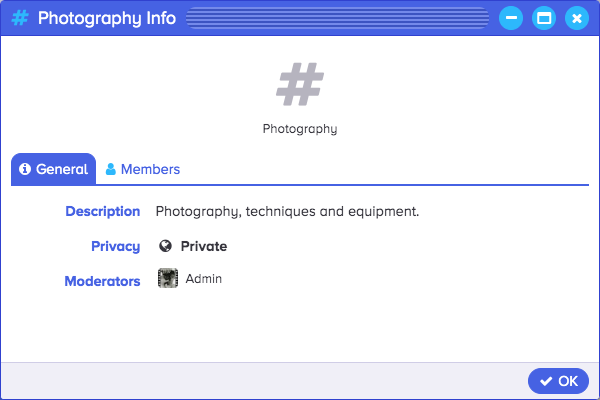 # Photography Info
#
Photography
General Members
Description Photography, techniques and equipment.
Privacy Private
Moderators Admin
OK